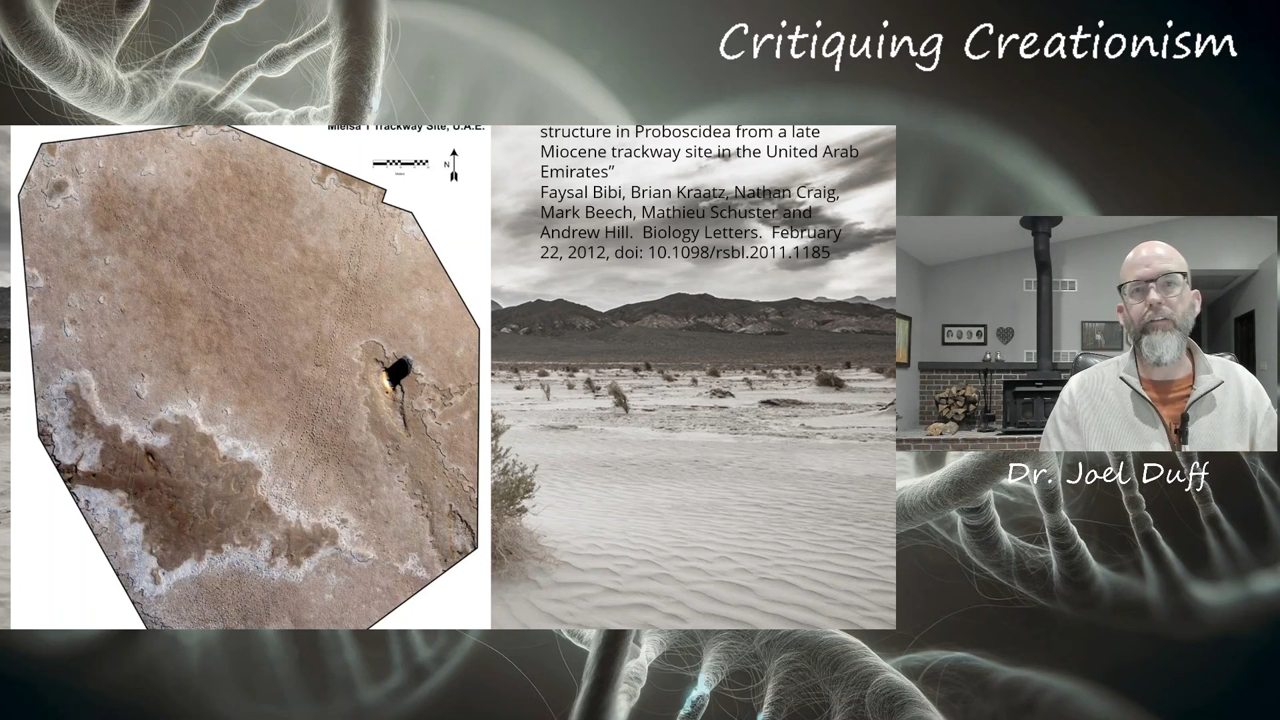 Critiquing Creationism
Mleisa 1 Trackway Site, U.A.E.
N
structure in Proboscidea from a late
Miocene trackway site in the United Arab
Emirates”
Faysal Bibi, Brian Kraatz, Nathan Craig,
Mark Beech, Mathieu Schuster and
Andrew Hill. Biology Letters. February
22, 2012, doi: 10.1098/rsbl.2011.1185
Dr. Joel Duff